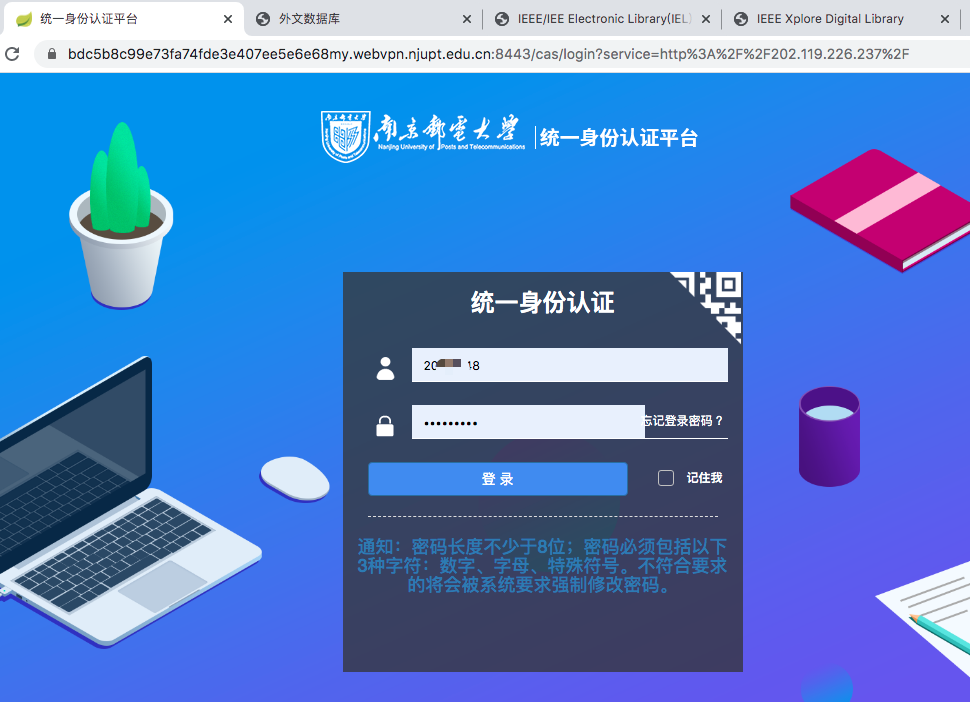 统一身份认证平台
外文数据库
IEEE/IEE Electronic Library(IEL)
IEEE Xplore Digital Library
bdc5b8c99e73fa74fde3e407ee5e6e68my.webvpn.njupt.edu.cn:8443/cas/login?service=http%3A%2F%2F202.119.226.237%2F
南京邮电大学
Nanjing University of Posts and Telecommunications
统一身份认证平台
统一身份认证
20 48
•••••••••
忘记登录密码？
登 录
记住我
通知：密码长度不少于8位；密码必须包括以下
3种字符：数字、字母、特殊符号。不符合要求
的将会被系统要求强制修改密码。